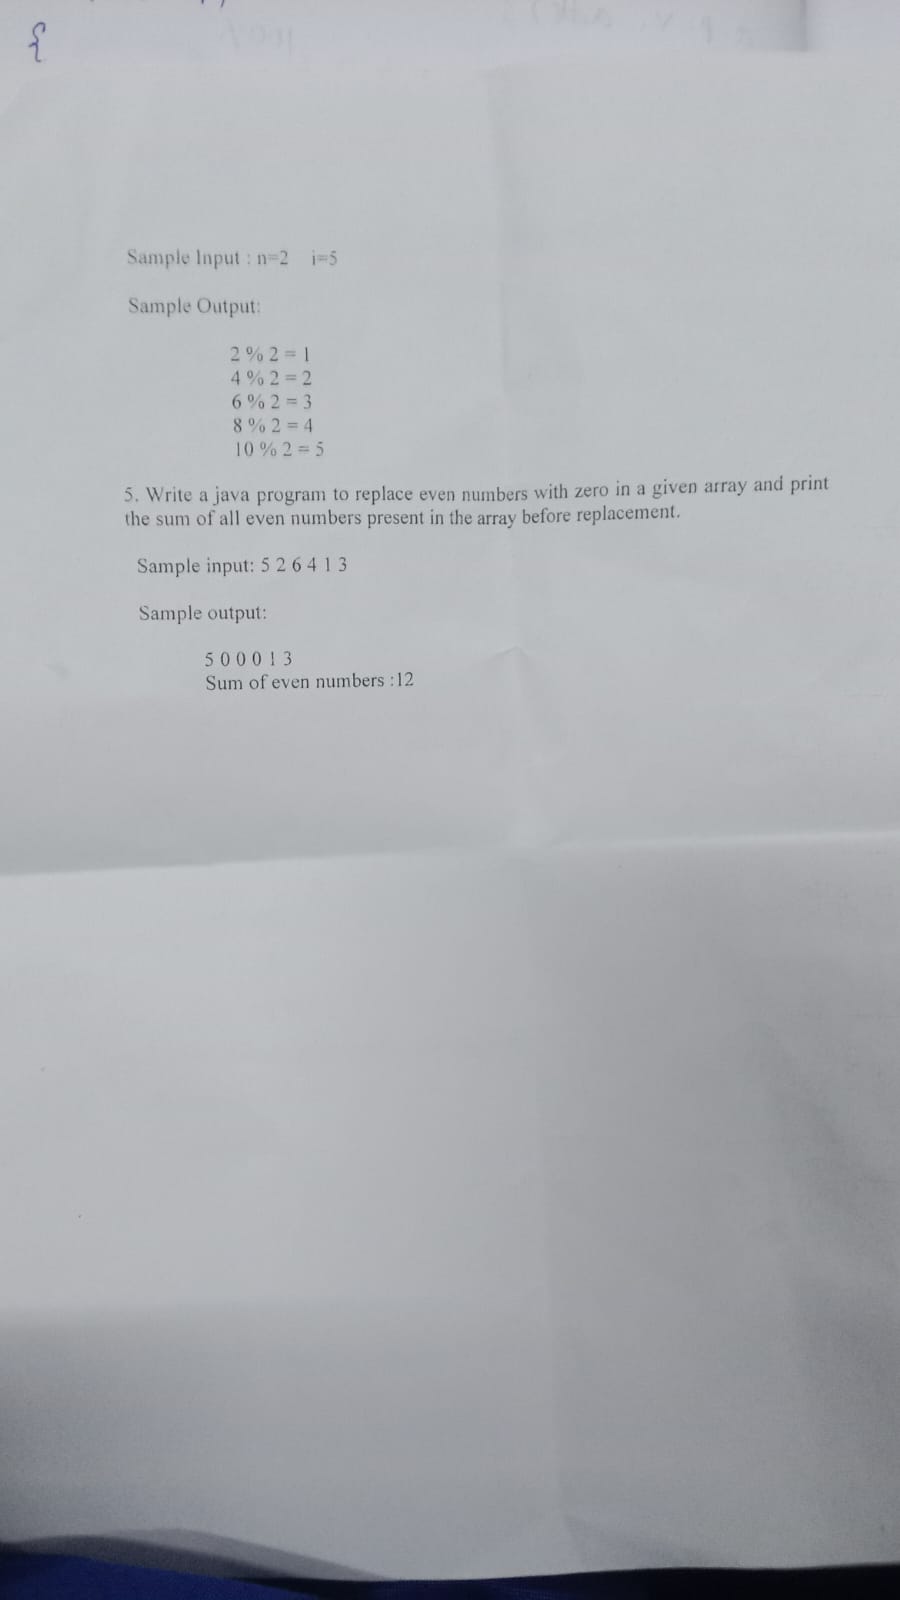 {
Sample Input : n=2 i=5
Sample Output:
2 % 2 = 1
4 % 2 = 2
6 % 2 = 3
8 % 2 = 4
10 % 2 = 5
5. Write a java program to replace even numbers with zero in a given array and print
the sum of all even numbers present in the array before replacement.
Sample input: 5 2 6 4 1 3
Sample output:
5 0 0 0 1 3
Sum of even numbers :12